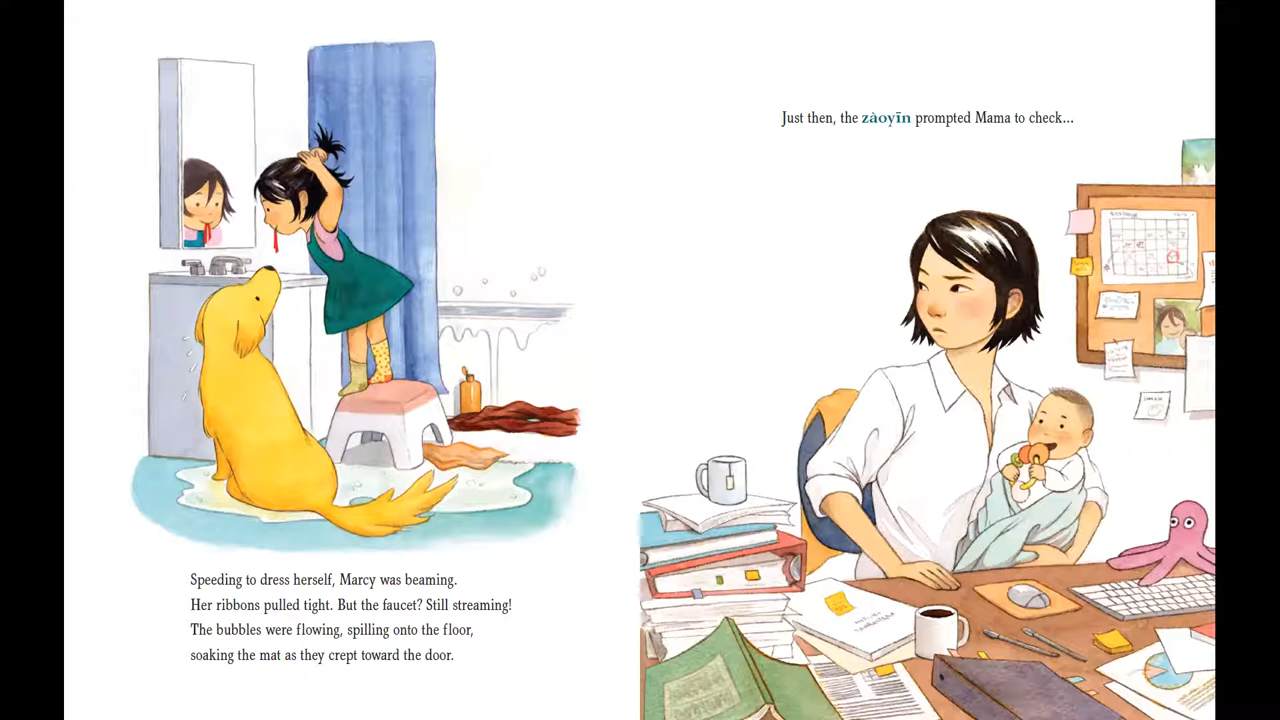 Speeding to dress herself, Marcy was beaming.
Her ribbons pulled tight. But the faucet? Still streaming!
The bubbles were flowing, spilling onto the floor,
soaking the mat as they crept toward the door.
Just then, the zàoyīn prompted Mama to check...